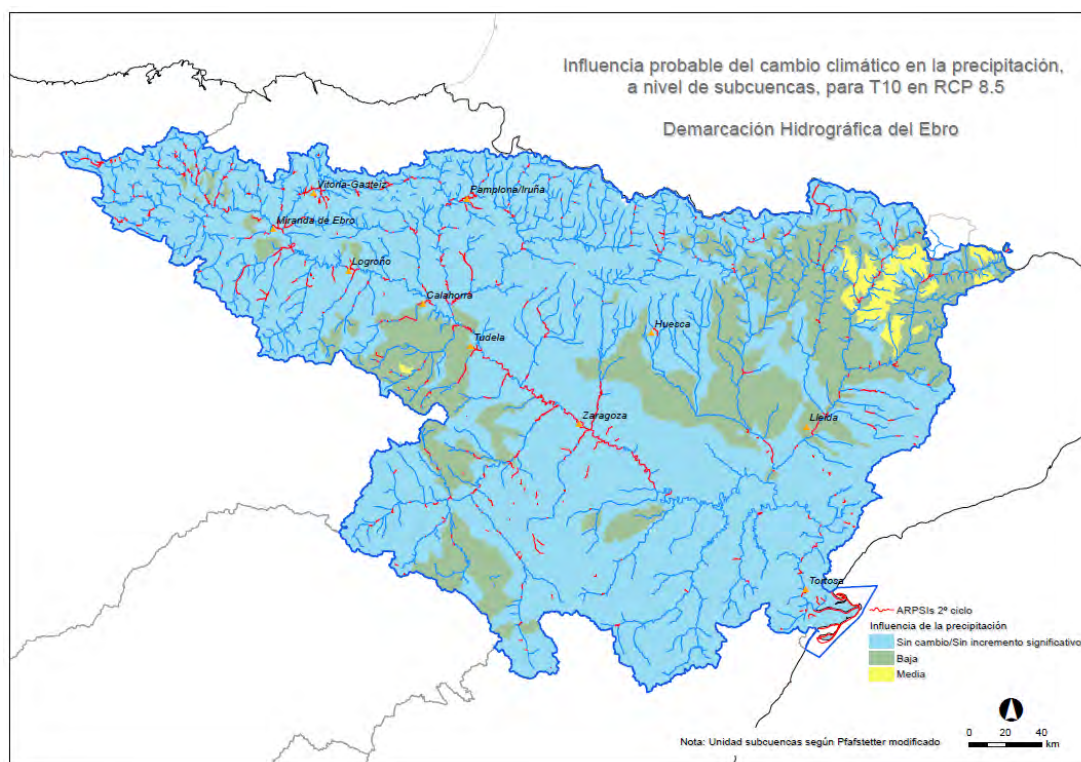 Influencia probable del cambio climático en la precipitación,
a nivel de subcuencas, para T10 en RCP 8.5
Demarcación Hidrográfica del Ebro
Vitoria-Gasteiz
Pamplona/Iruña
Miranda de Ebro
Logroño
Calahorra
Tudela
Huesca
Zaragoza
Lleida
Tortosa
ARPSIs 2º ciclo
Influencia de la precipitación
Sin cambio/Sin incremento significativo
Baja
Media
Nota: Unidad subcuencas según Pfafstetter modificado
0 20 40
km